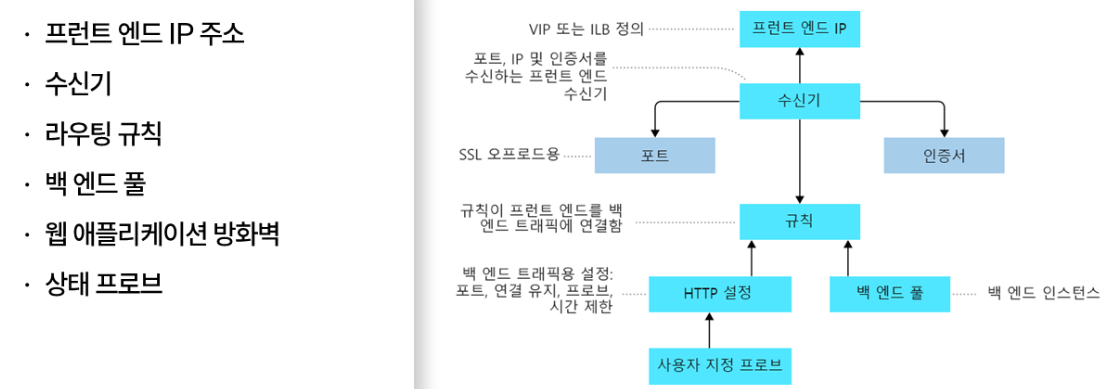 · 프런트 엔드 IP 주소
· 수신기
· 라우팅 규칙
· 백 엔드 풀
· 웹 애플리케이션 방화벽
· 상태 프로브
VIP 또는 ILB 정의
프런트 엔드 IP
포트, IP 및 인증서를
수신하는 프런트 엔드
수신기
수신기
SSL 오프로드용
포트
인증서
규칙이 프런트 엔드를 백
엔드 트래픽에 연결함
규칙
백 엔드 트래픽용 설정:
포트, 연결 유지, 프로브,
시간 제한
HTTP 설정
백 엔드 풀
백 엔드 인스턴스
사용자 지정 프로브